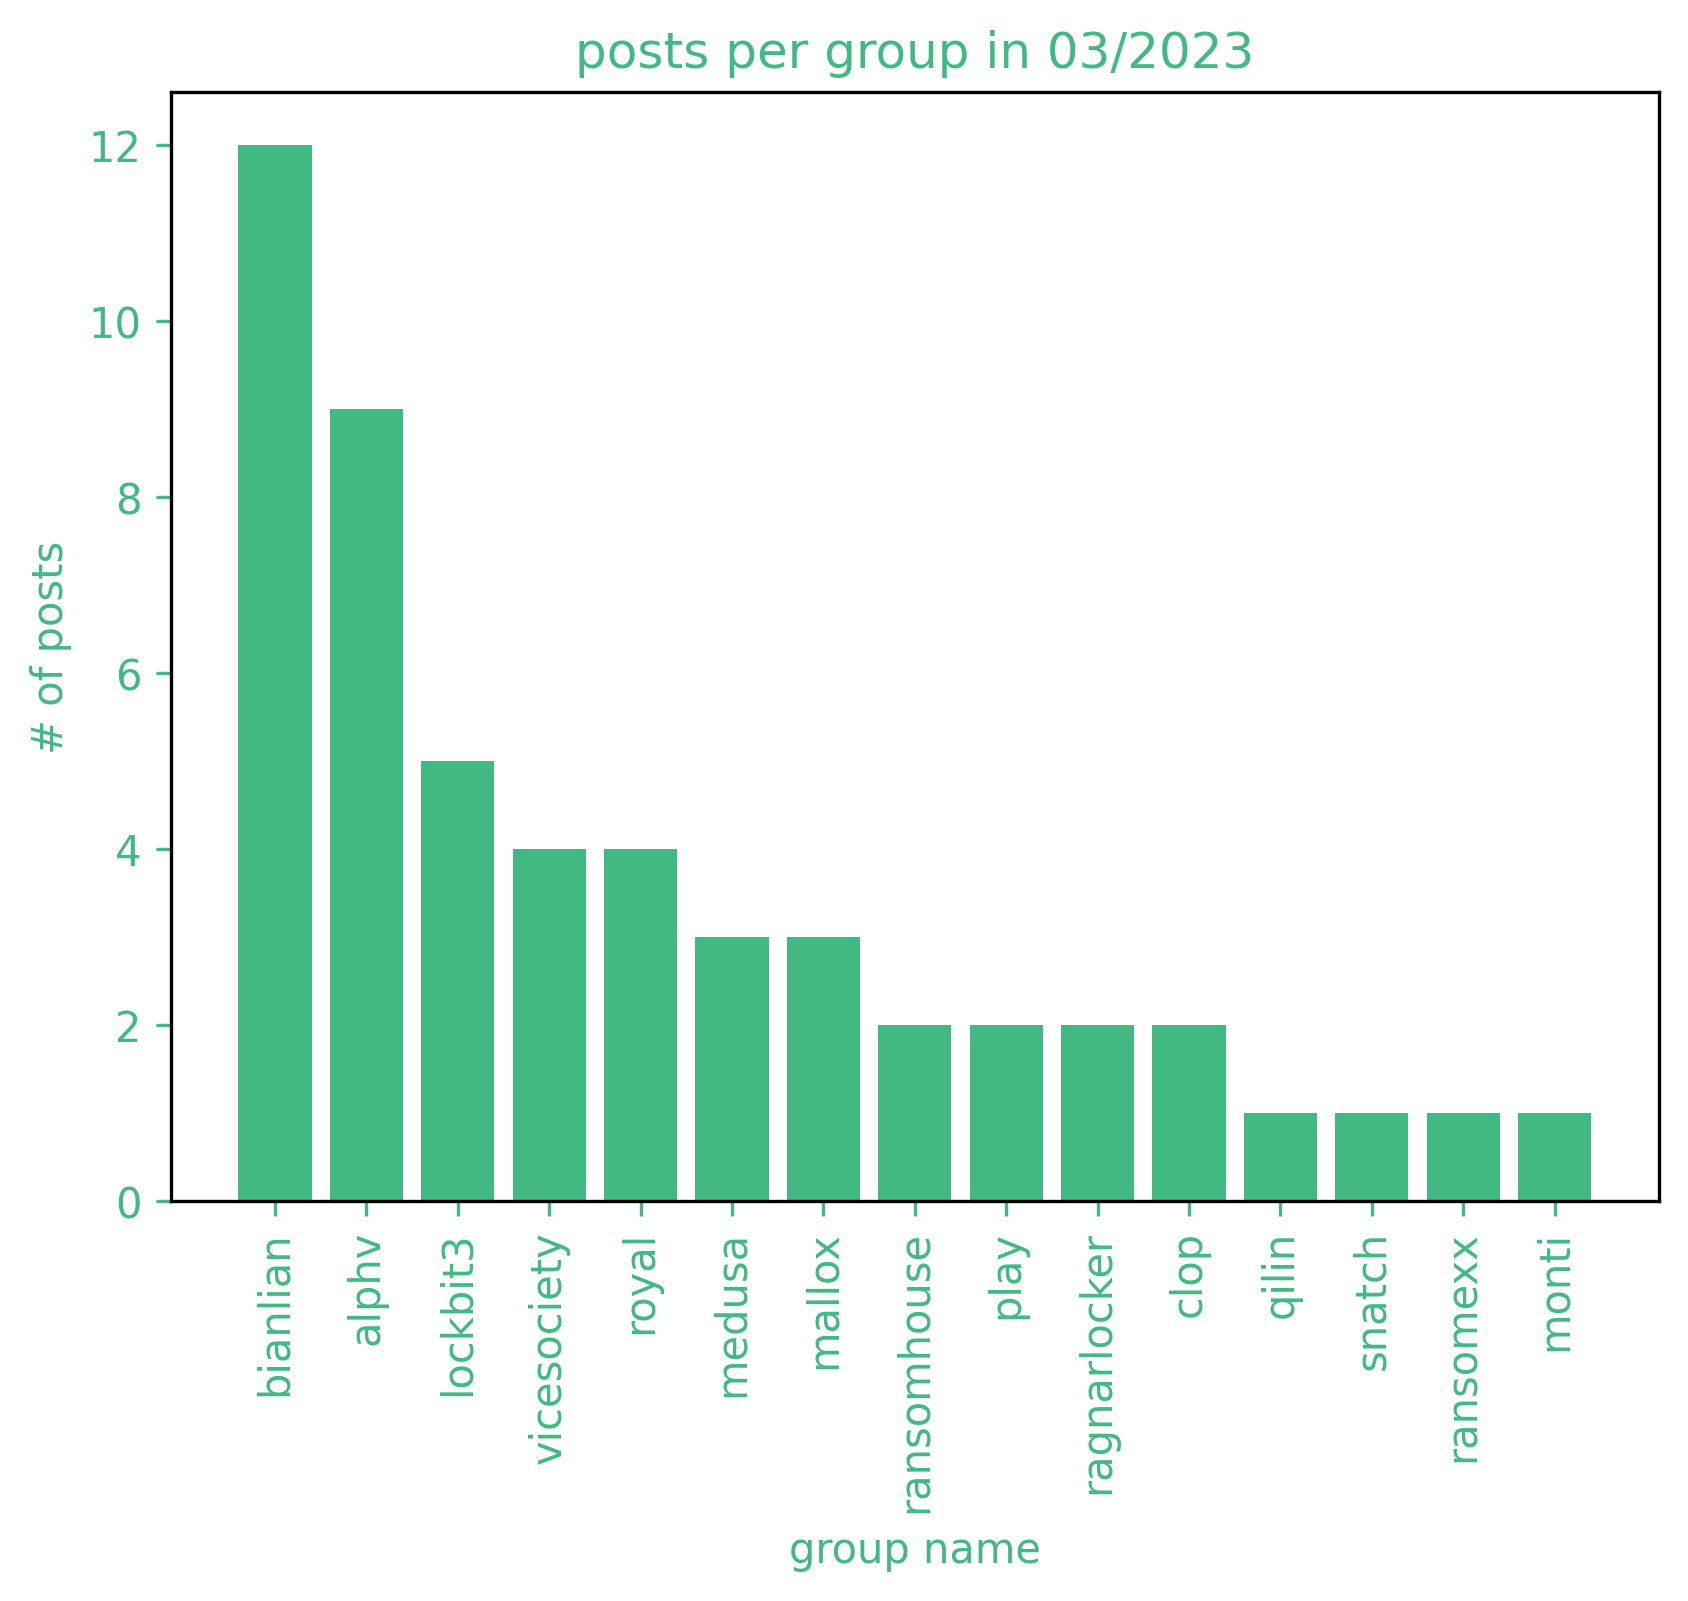 posts per group in 03/2023
12
10
8
6
4
2
0
# of posts
bianlian
alphv
lockbit3
vicesociety
royal
medusa
mallox
ransomhouse
play
ragnarlocker
clop
qilin
snatch
ransomexx
monti
group name